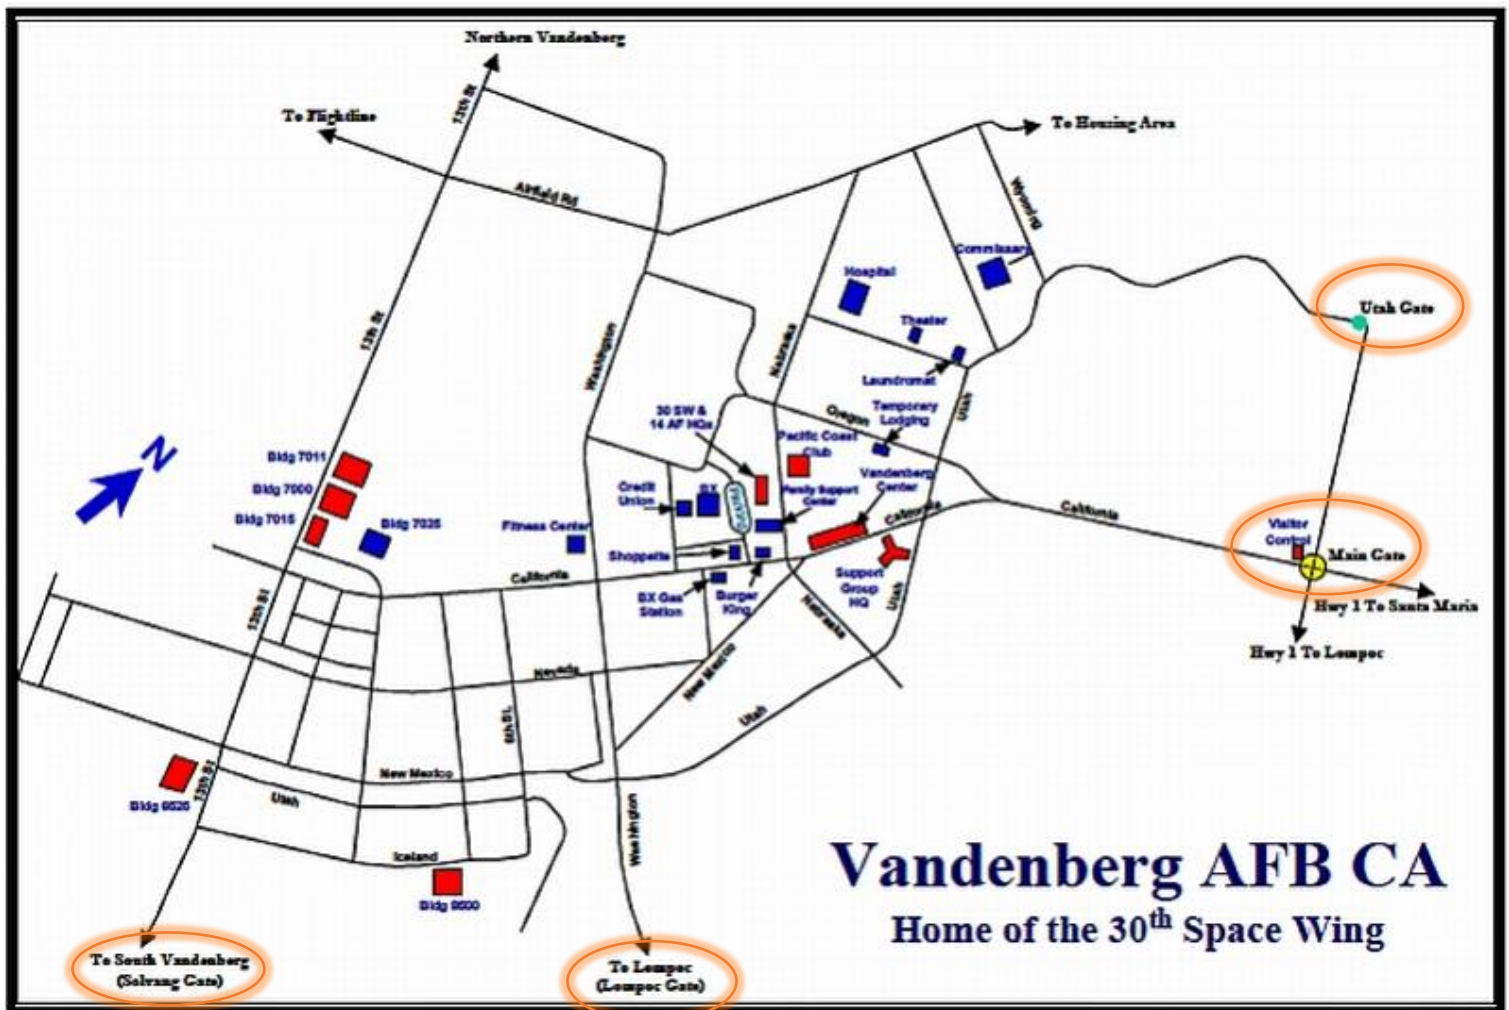 Northern Vandenberg
13th St
To Flightline
To Housing Area
Airfield Rd
Wyoming
Commissary
Hospital
Utah Gate
Theater
13th St
Washington
Nebraska
Laundromat
Temporary
Lodging
Utah
30 SW &
14 AF HQs
Oregon
Pacific Coast
Club
N
Bldg 7011
Vandenberg
Center
Credit
Union
BX
Family Support
Center
Bldg 7000
Parking
California
California
Bldg 7015
Bldg 7025
Fitness Center
Visitor
Control
Main Gate
Shoppette
California
Support
Group
HQ
BX Gas
Station
Burger
King
Utah
13th St
Nebraska
Hwy 1 To Santa Maria
Hwy 1 To Lompoc
Nevada
New Mexico
6th St.
Utah
New Mexico
13th St
Utah
Bldg 8525
Washington
Iceland
Bldg 8500
Vandenberg AFB CA
Home of the 30th Space Wing
To South Vandenberg
(Solvang Gate)
To Lompoc
(Lompoc Gate)